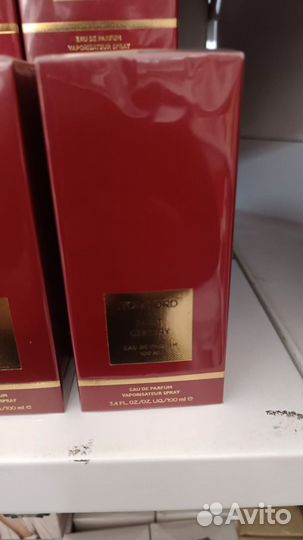 EAU DE PARFUM
VAPORISATEUR SPRAY
TOM FORD
CHERRY
EAU DE PARFUM
100 ml
EAU DE PARFUM
VAPORISATEUR SPRAY
3.4 FL. OZ./OZ. LIQ./100 ml ℮
/100 ml ℮
Avito